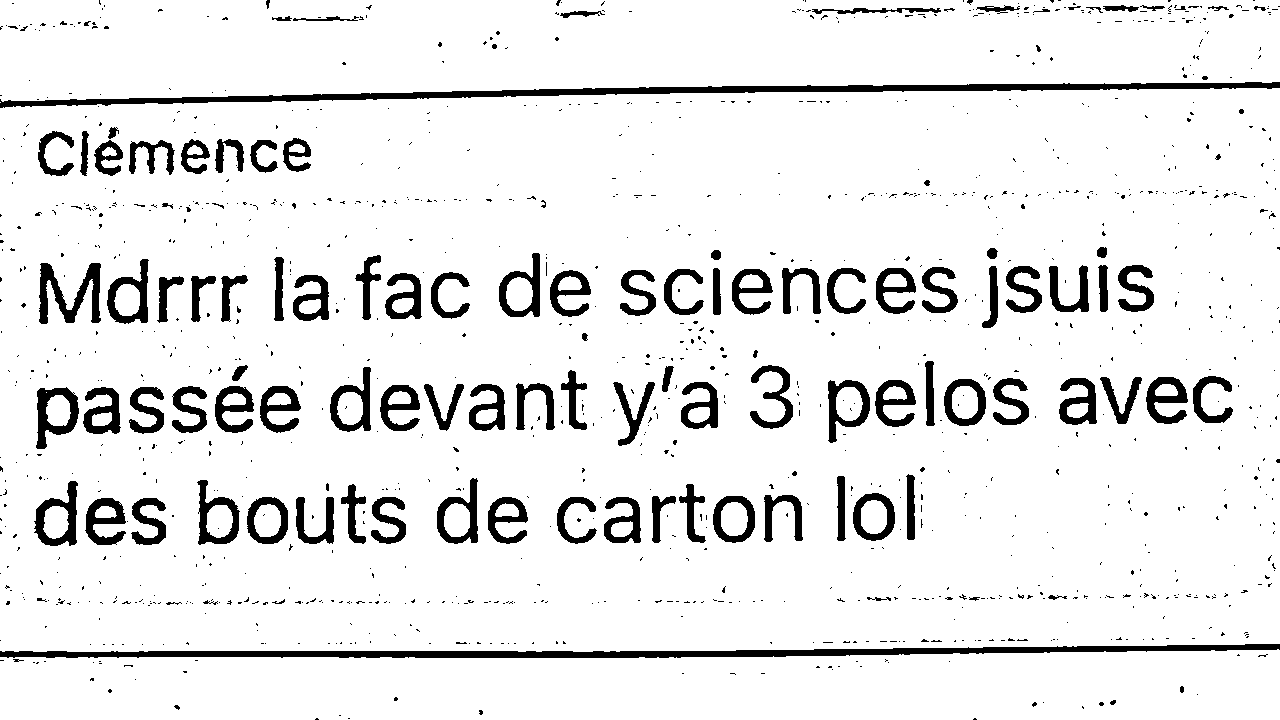 Clémence
Mdrrr la fac de sciences jsuis
passée devant y'a 3 pelos avec
des bouts de carton lol